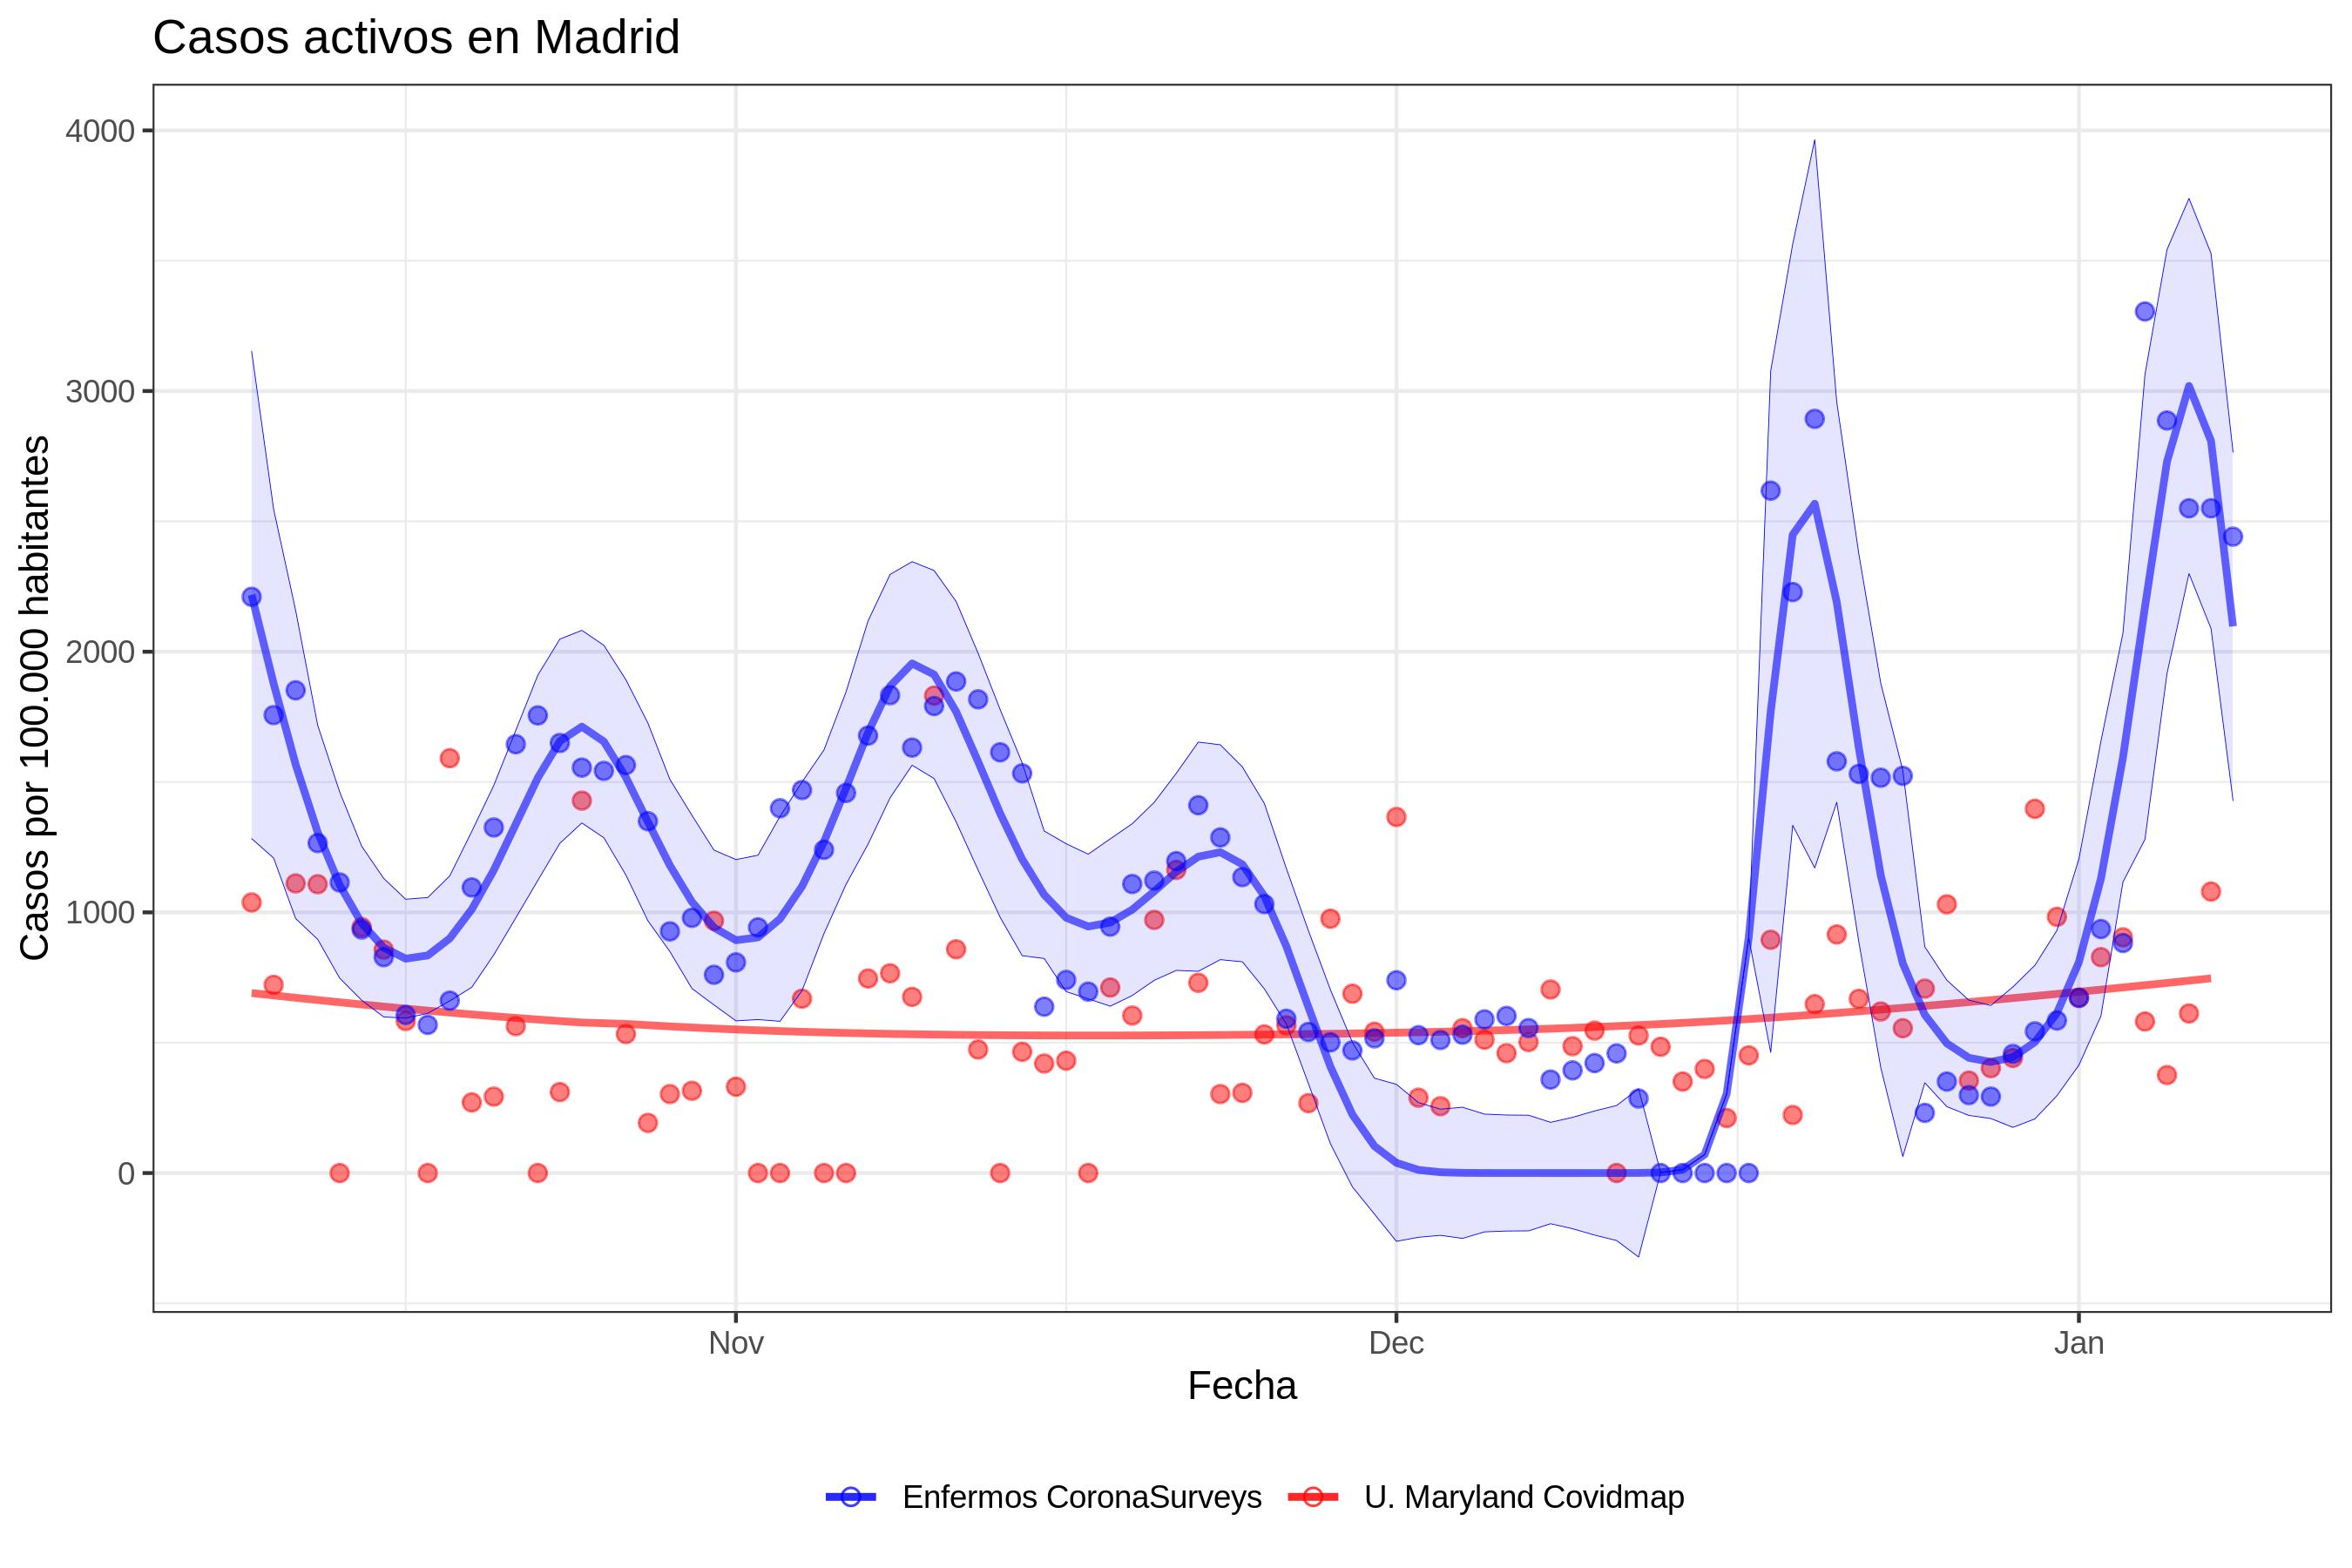 Casos activos en Madrid
Casos por 100.000 habitantes
4000
3000
2000
1000
0
Nov
Dec
Jan
Fecha
Enfermos CoronaSurveys
U. Maryland Covidmap